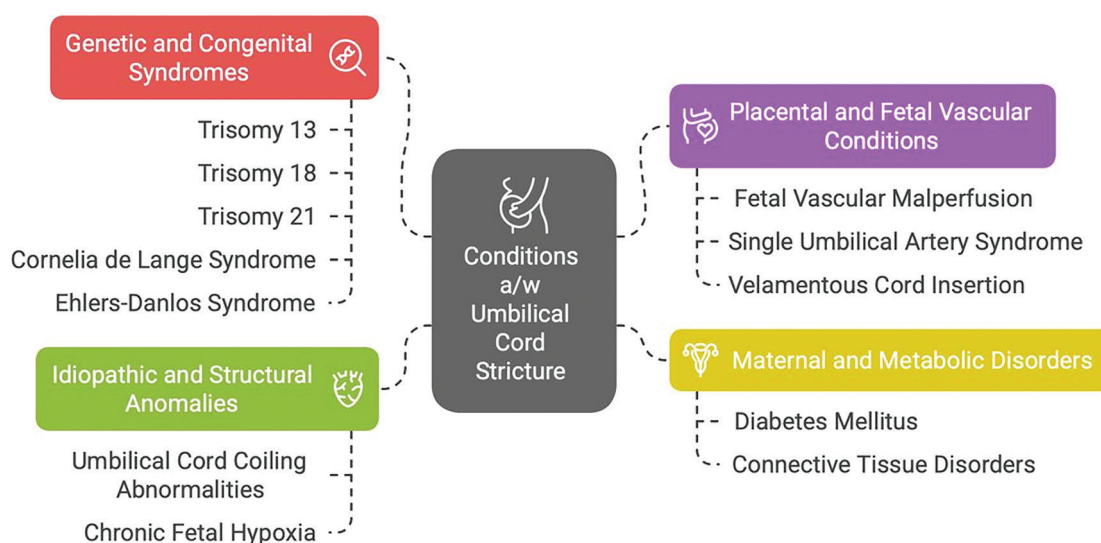 Genetic and Congenital
Syndromes
Trisomy 13
Trisomy 18
Trisomy 21
Cornelia de Lange Syndrome
Ehlers-Danlos Syndrome
Idiopathic and Structural
Anomalies
Umbilical Cord Coiling
Abnormalities
Chronic Fetal Hypoxia
Conditions
a/w
Umbilical
Cord
Stricture
Placental and Fetal Vascular
Conditions
Fetal Vascular Malperfusion
Single Umbilical Artery Syndrome
Velamentous Cord Insertion
Maternal and Metabolic Disorders
Diabetes Mellitus
Connective Tissue Disorders